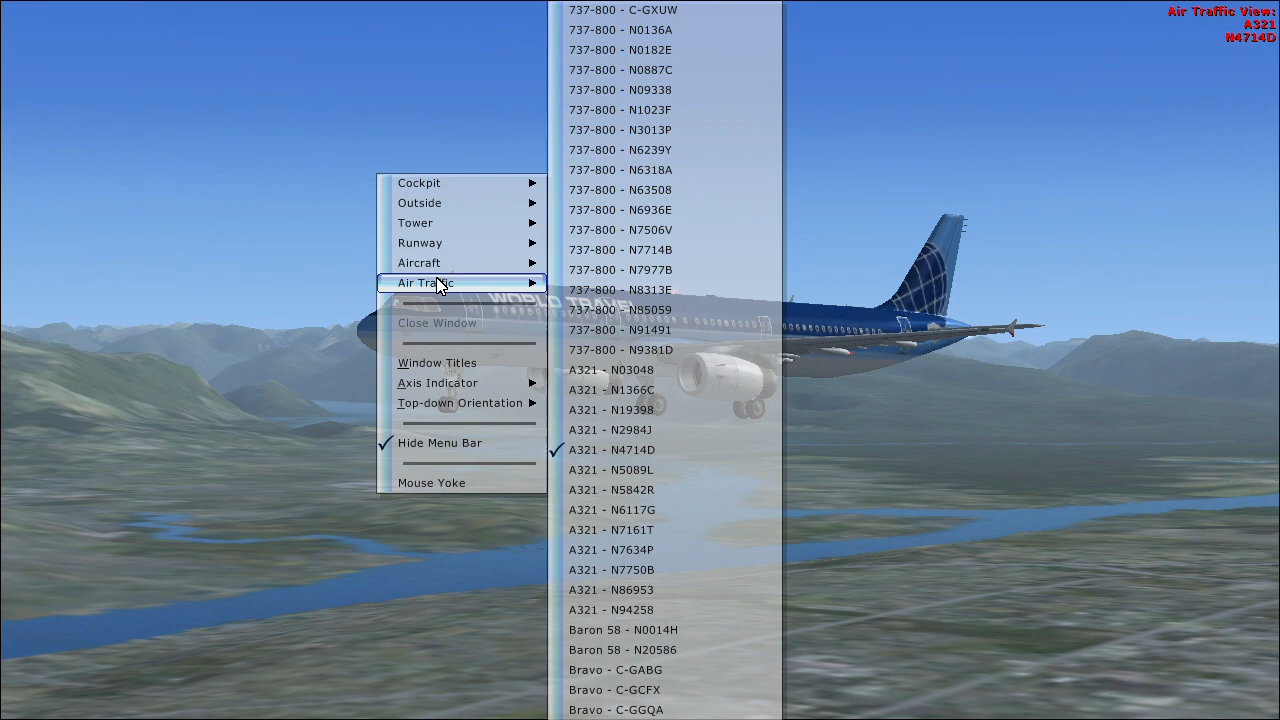 Air Traffic View:
A321
N4714D
Cockpit
Outside
Tower
Runway
Aircraft
Air Traffic
Close Window
Window Titles
Axis Indicator
Top-down Orientation
Hide Menu Bar
Mouse Yoke
737-800 - C-GXUW
737-800 - N0136A
737-800 - N0182E
737-800 - N0887C
737-800 - N09338
737-800 - N1023F
737-800 - N3013P
737-800 - N6239Y
737-800 - N6318A
737-800 - N63508
737-800 - N6936E
737-800 - N7506V
737-800 - N7714B
737-800 - N7977B
737-800 - N8313E
737-800 - N85059
737-800 - N91491
737-800 - N9381D
A321 - N03048
A321 - N1366C
A321 - N19398
A321 - N2984J
A321 - N4714D
A321 - N5089L
A321 - N5842R
A321 - N6117G
A321 - N7161T
A321 - N7634P
A321 - N7750B
A321 - N86953
A321 - N94258
Baron 58 - N0014H
Baron 58 - N20586
Bravo - C-GABG
Bravo - C-GCFX
Bravo - C-GGQA
WORLD TRAVEL